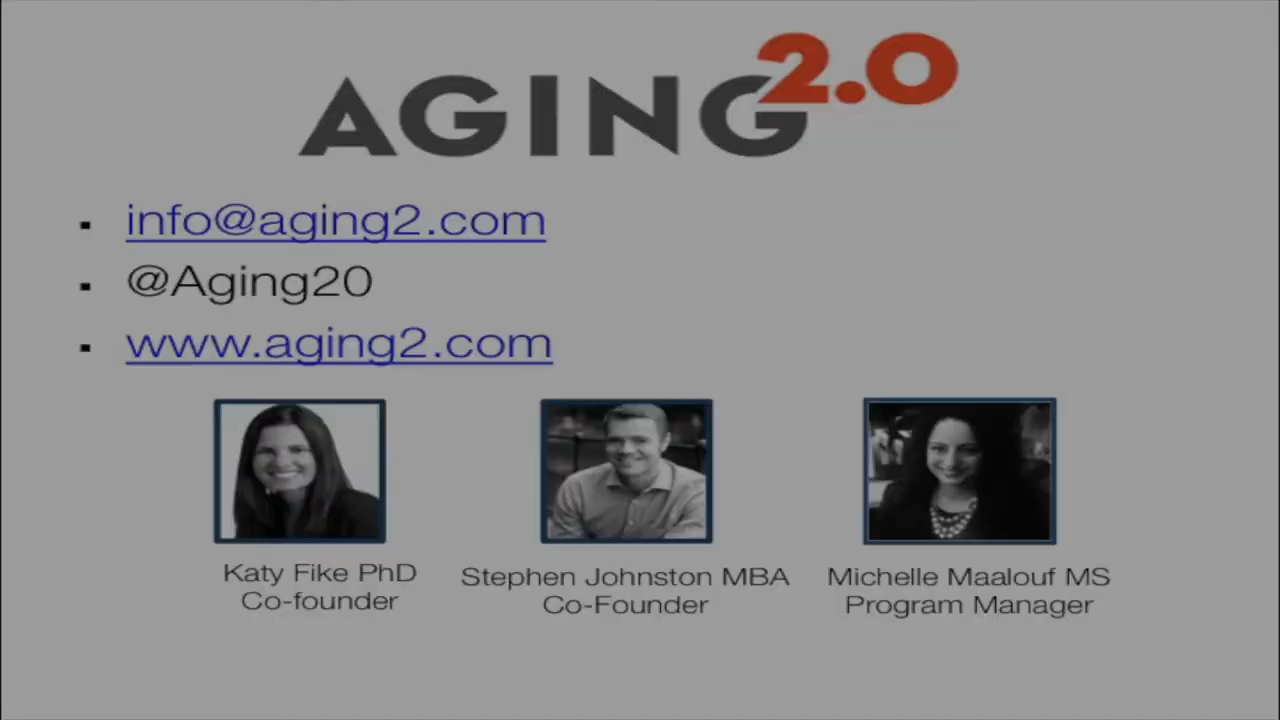 AGING2.0
info@aging2.com
@Aging20
www.aging2.com
Katy Fike PhD
Co-founder
Stephen Johnston MBA
Co-Founder
Michelle Maalouf MS
Program Manager